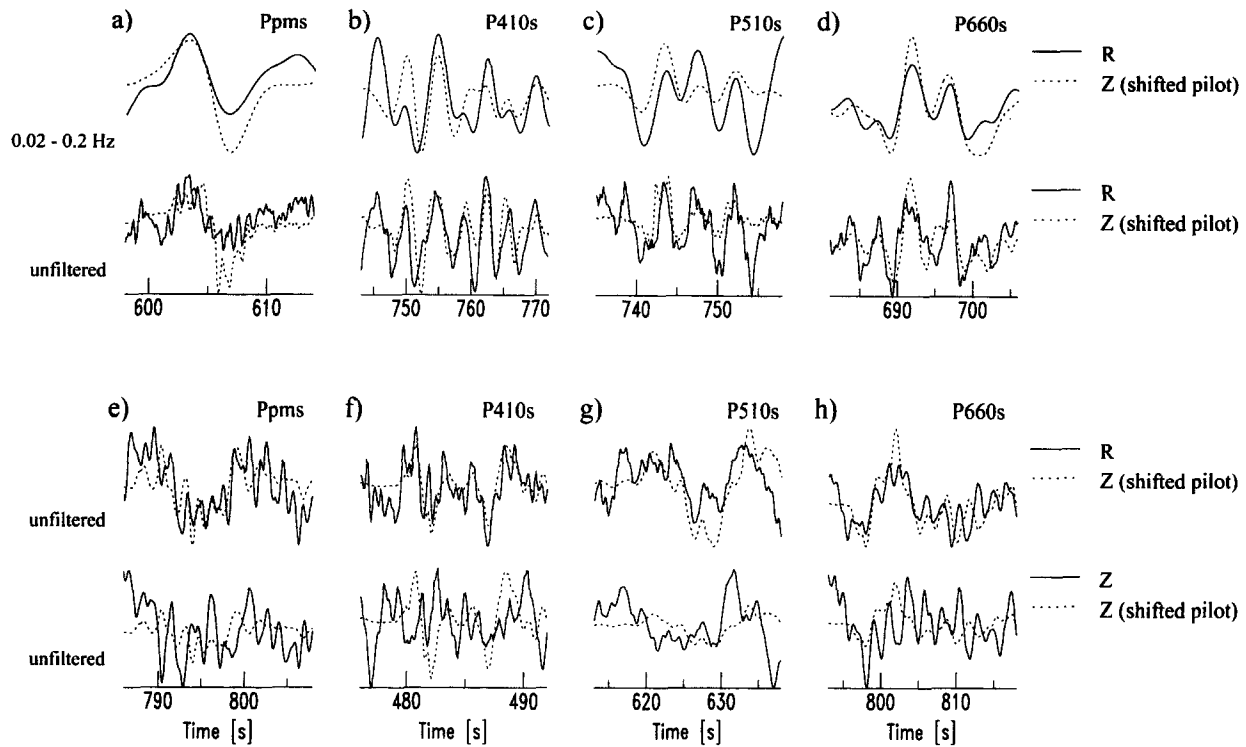 a) Ppms b) P410s c) P510s d) P660s
R
Z (shifted pilot)
0.02 - 0.2 Hz
R
Z (shifted pilot)
unfiltered
600 610 750 760 770 740 750 690 700
e) Ppms f) P410s g) P510s h) P660s
R
Z (shifted pilot)
unfiltered
Z
Z (shifted pilot)
unfiltered
790 800 480 490 620 630 800 810
Time [s] Time [s] Time [s] Time [s]